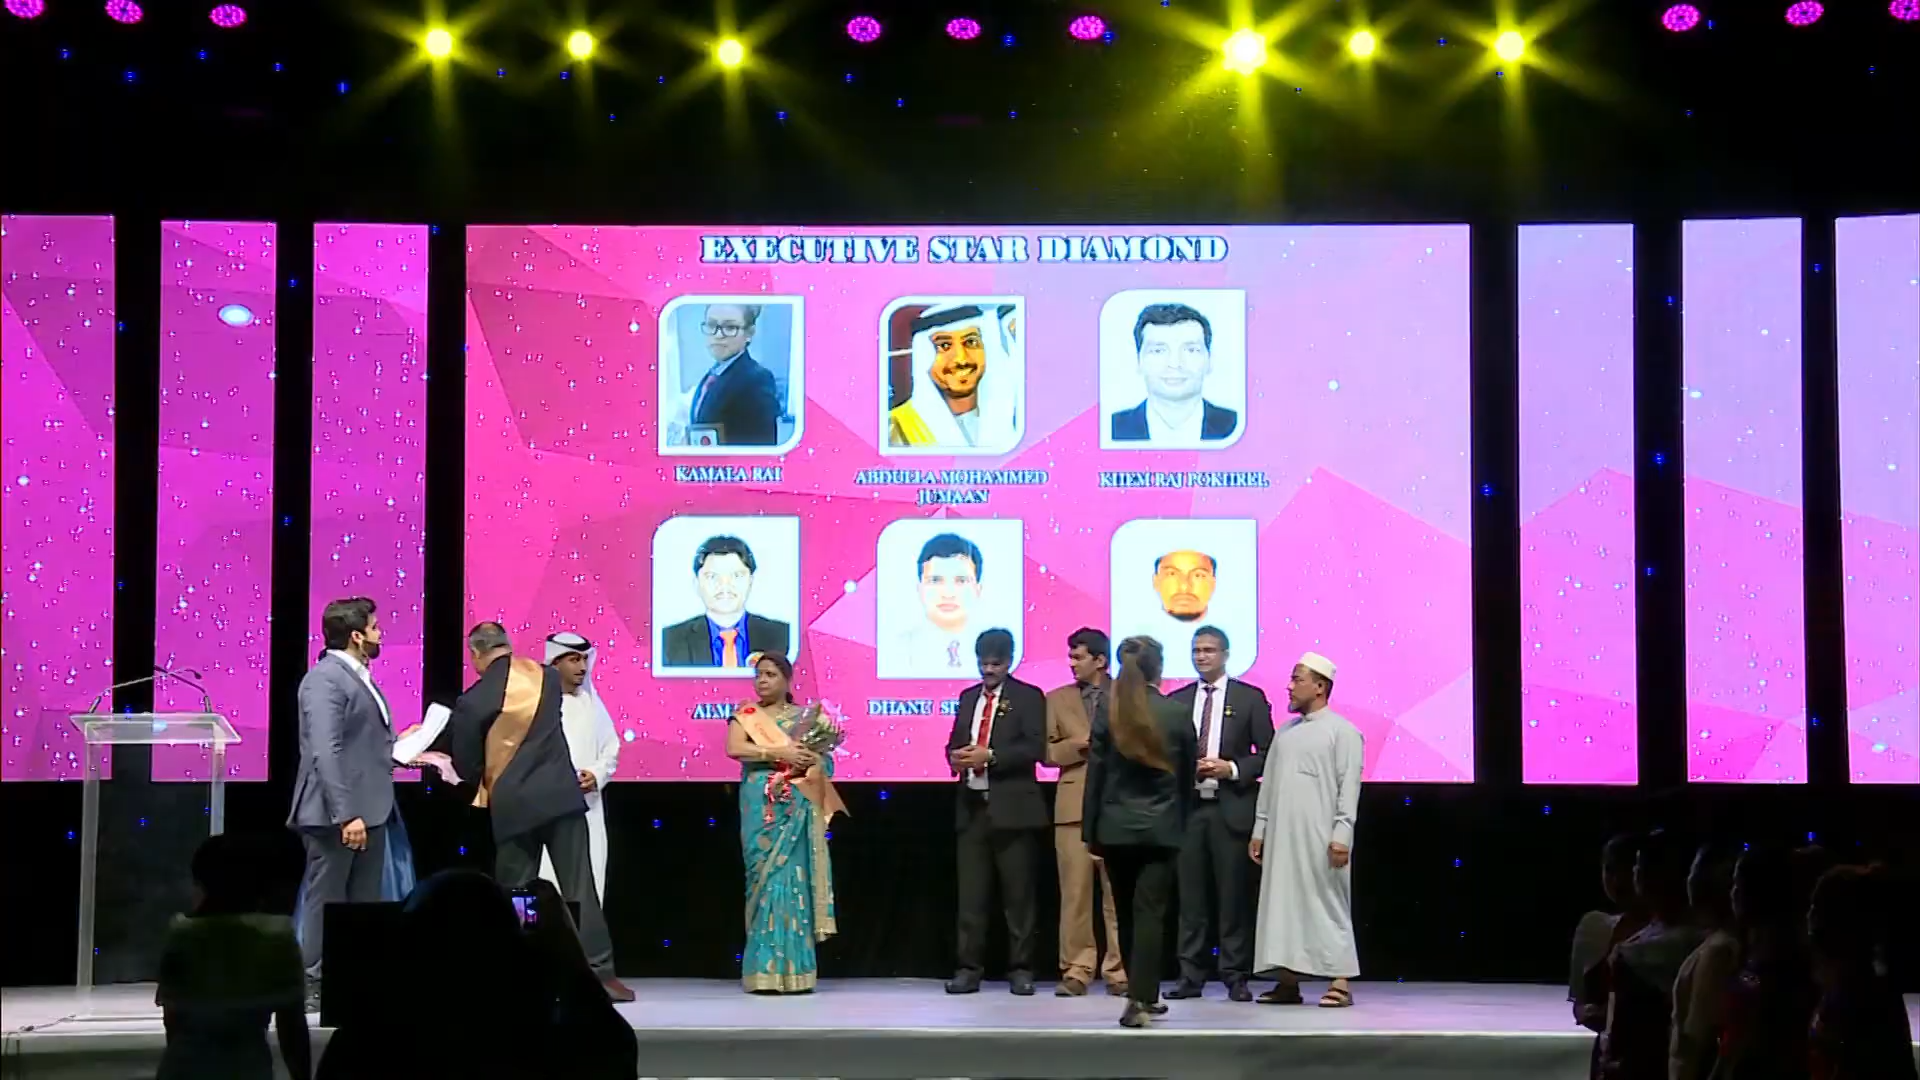 EXECUTIVE STAR DIAMOND
KAMALA RAI
ABDULLA MOHAMMED
JUMAAN
KHEM RAJ POKHREL
DHANU